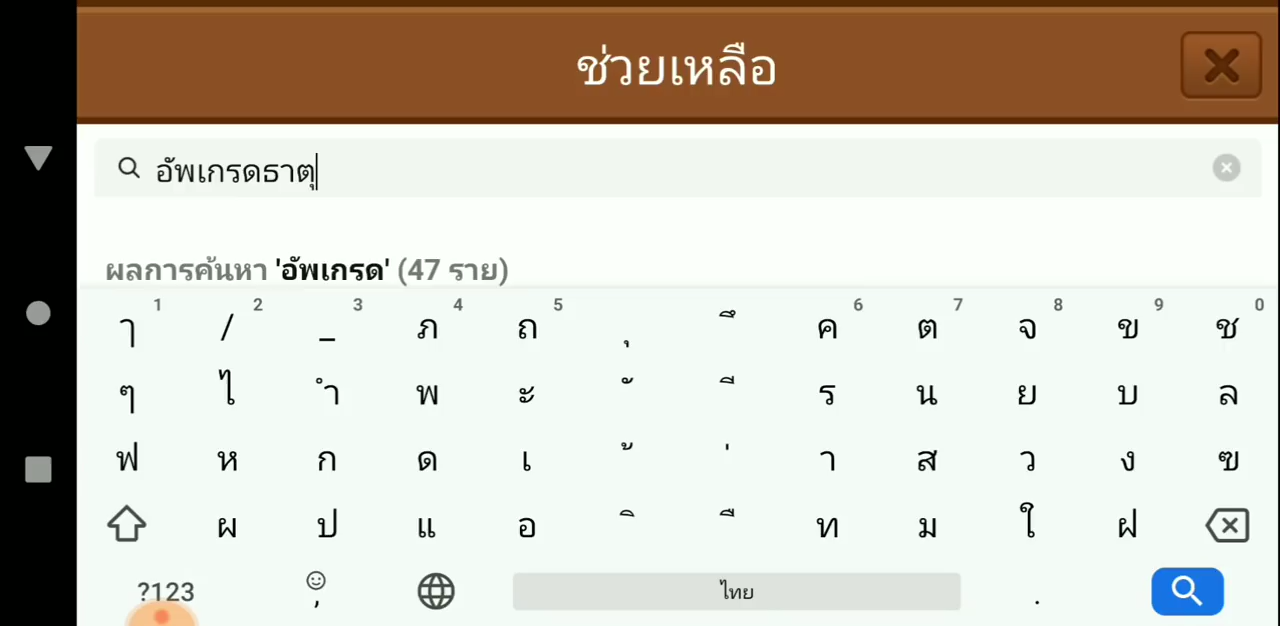 ช่วยเหลือ
อัพเกรดธาตุ
ผลการค้นหา 'อัพเกรด' (47 ราย)
1 2 3 4 5 6 7 8 9 0
ๅ / _ ภ ถ ุ ึ ค ต จ ข ช
ๆ ไ ำ พ ะ ั ี ร น ย บ ล
ฟ ห ก ด เ ้ ่ า ส ว ง ฃ
ผ ป แ อ ิ ื ท ม ใ ฝ
?123 , ไทย .